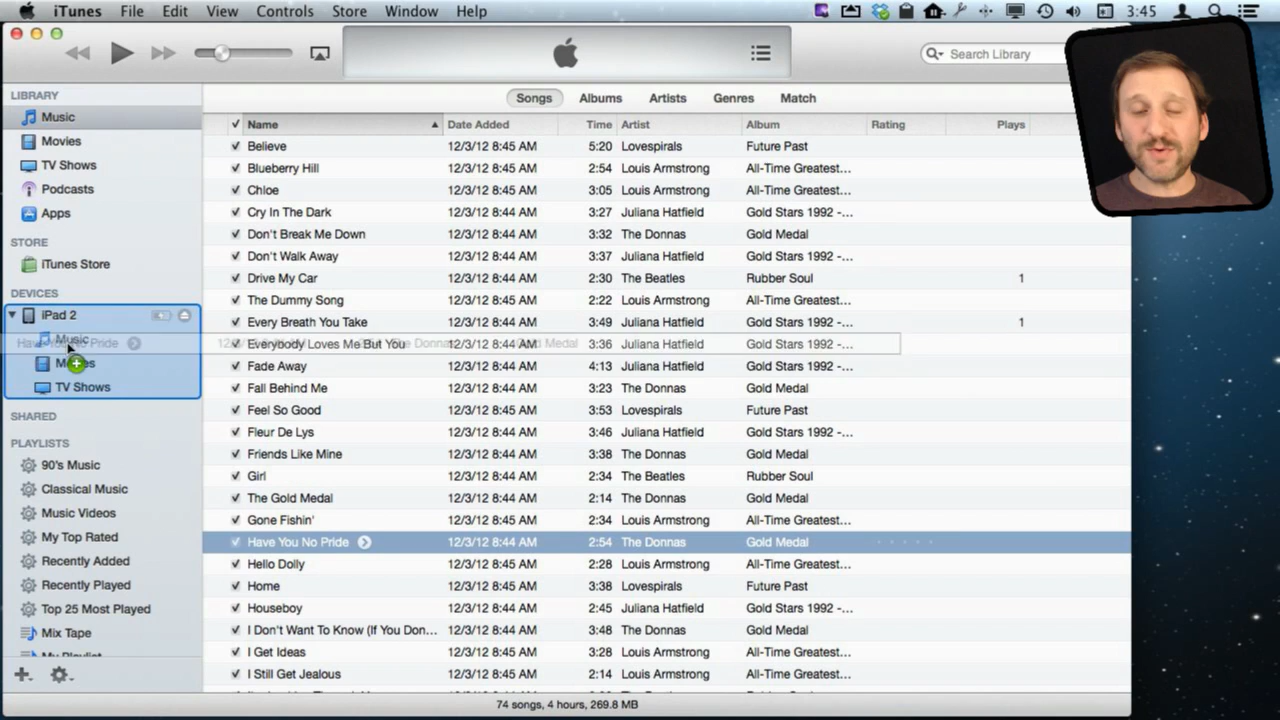 iTunes File Edit View Controls Store Window Help 3:45
Search Library
LIBRARY
Music
Movies
TV Shows
Podcasts
Apps
STORE
iTunes Store
DEVICES
iPad 2
Music
Movies
TV Shows
SHARED
PLAYLISTS
90's Music
Classical Music
Music Videos
My Top Rated
Recently Added
Recently Played
Top 25 Most Played
Mix Tape
My Playlist
Songs Albums Artists Genres Match
Name Date Added Time Artist Album Rating Plays
Believe 12/3/12 8:45 AM 5:20 Lovespirals Future Past
Blueberry Hill 12/3/12 8:45 AM 2:54 Louis Armstrong All-Time Greatest...
Chloe 12/3/12 8:45 AM 3:05 Louis Armstrong All-Time Greatest...
Cry In The Dark 12/3/12 8:44 AM 3:27 Juliana Hatfield Gold Stars 1992 -...
Don't Break Me Down 12/3/12 8:44 AM 3:32 The Donnas Gold Medal
Don't Walk Away 12/3/12 8:44 AM 3:37 Juliana Hatfield Gold Stars 1992 -...
Drive My Car 12/3/12 8:45 AM 2:30 The Beatles Rubber Soul 1
The Dummy Song 12/3/12 8:45 AM 2:22 Louis Armstrong All-Time Greatest...
Every Breath You Take 12/3/12 8:44 AM 3:49 Juliana Hatfield Gold Stars 1992 -... 1
Everybody Loves Me But You 3:36 Juliana Hatfield Gold Stars 1992 -...
Have You No Pride The Donnas Gold Medal
Fade Away 12/3/12 8:44 AM 4:13 Juliana Hatfield Gold Stars 1992 -...
Fall Behind Me 12/3/12 8:44 AM 3:23 The Donnas Gold Medal
Feel So Good 12/3/12 8:45 AM 3:53 Lovespirals Future Past
Fleur De Lys 12/3/12 8:44 AM 3:46 Juliana Hatfield Gold Stars 1992 -...
Friends Like Mine 12/3/12 8:44 AM 3:38 The Donnas Gold Medal
Girl 12/3/12 8:45 AM 2:34 The Beatles Rubber Soul
The Gold Medal 12/3/12 8:44 AM 2:14 The Donnas Gold Medal
Gone Fishin' 12/3/12 8:45 AM 2:34 Louis Armstrong All-Time Greatest...
Have You No Pride 12/3/12 8:44 AM 2:54 The Donnas Gold Medal
Hello Dolly 12/3/12 8:44 AM 2:28 Louis Armstrong All-Time Greatest...
Home 12/3/12 8:45 AM 3:38 Lovespirals Future Past
Houseboy 12/3/12 8:44 AM 2:45 Juliana Hatfield Gold Stars 1992 -...
I Don't Want To Know (If You Don... 12/3/12 8:44 AM 3:48 The Donnas Gold Medal
I Get Ideas 12/3/12 8:44 AM 3:28 Louis Armstrong All-Time Greatest...
I Still Get Jealous 12/3/12 8:44 AM 2:14 Louis Armstrong All-Time Greatest...
74 songs, 4 hours, 269.8 MB